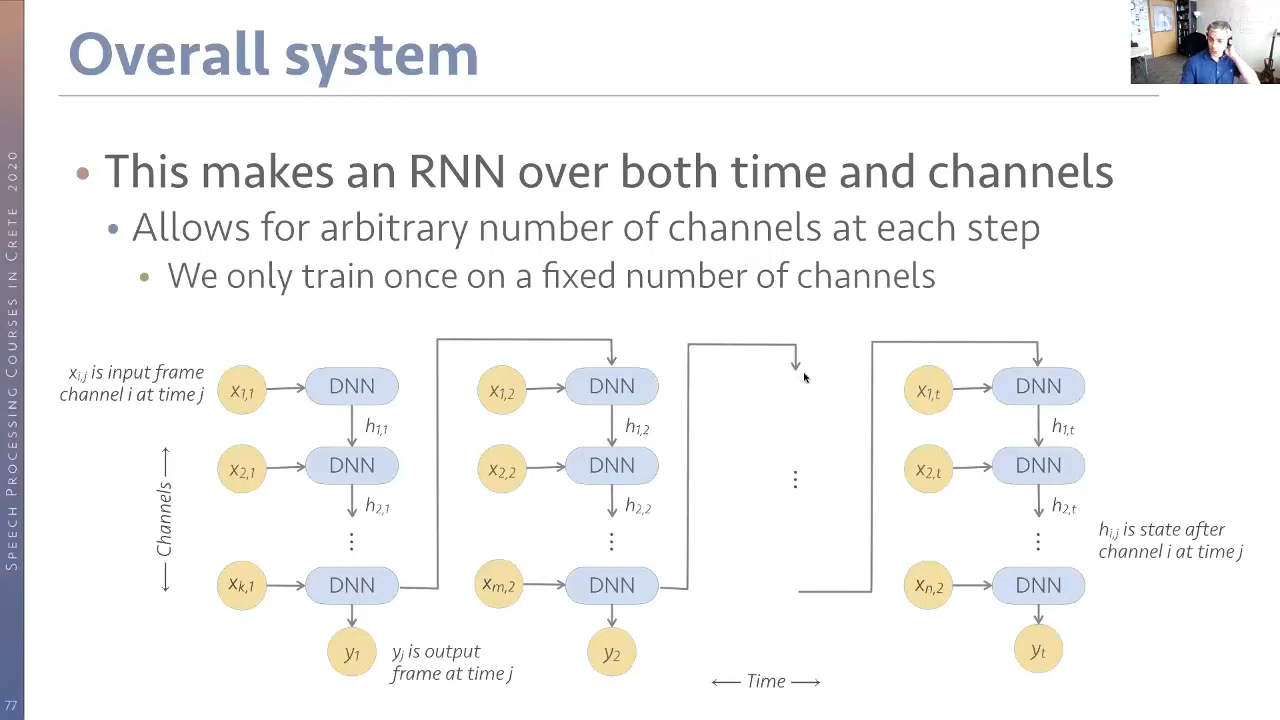 Overall system
• This makes an RNN over both time and channels
• Allows for arbitrary number of channels at each step
• We only train once on a fixed number of channels
xi,j is input frame
channel i at time j
x1,1 DNN x1,2 DNN x1,t DNN
h1,1 h1,2 h1,t
x2,1 DNN x2,2 DNN x2,t DNN
h2,1 h2,2 h2,t
Channels
⋮ ⋮ ⋮ ⋮
hi,j is state after
channel i at time j
xk,1 DNN xm,2 DNN xn,2 DNN
y1 y2 yt
yj is output
frame at time j
Time
SPEECH PROCESSING COURSES IN CRETE 2020
77